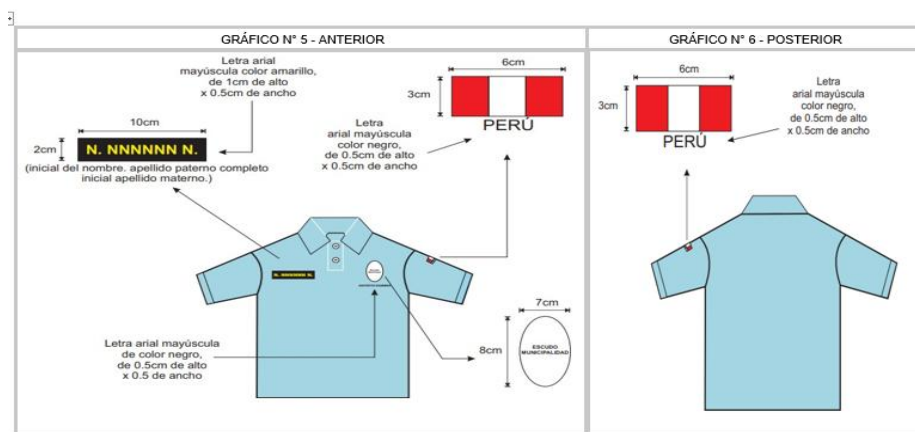 GRÁFICO N° 5 - ANTERIOR
GRÁFICO N° 6 - POSTERIOR
Letra arial
mayúscula color amarillo,
de 1cm de alto
x 0.5cm de ancho
10cm
2cm
N. NNNNNN N.
(inicial del nombre. apellido paterno completo
inicial apellido materno.)
6cm
3cm
PERÚ
Letra
arial mayúscula
color negro,
de 0.5cm de alto
x 0.5cm de ancho
N. NNNNNN N.
Letra arial mayúscula
de color negro,
de 0.5cm de alto
x 0.5 de ancho
7cm
8cm
ESCUDO
MUNICIPALIDAD
6cm
3cm
PERÚ
Letra
arial mayúscula
color negro,
de 0.5cm de alto
x 0.5cm de ancho